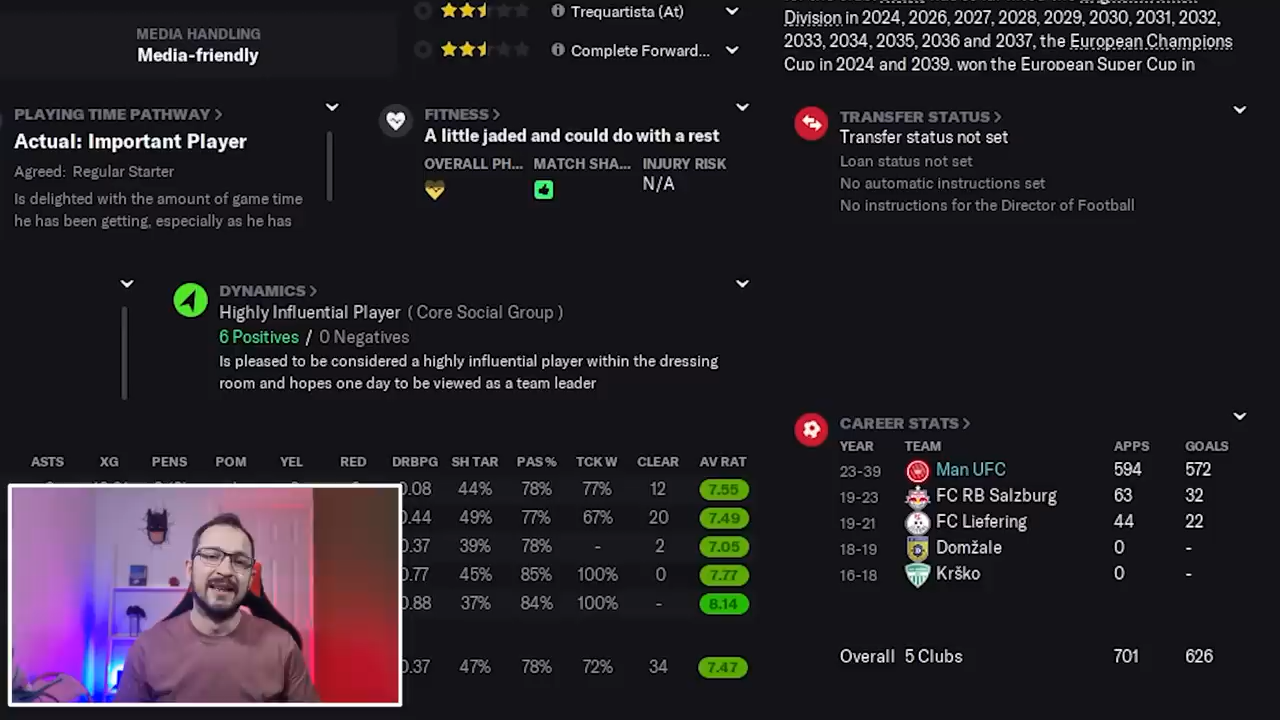 MEDIA HANDLING
Media-friendly
Trequartista (At)
Complete Forward...
Division in 2024, 2026, 2027, 2028, 2029, 2030, 2031, 2032,
2033, 2034, 2035, 2036 and 2037, the European Champions
Cup in 2024 and 2039, won the European Super Cup in
PLAYING TIME PATHWAY >
Actual: Important Player
Agreed: Regular Starter
Is delighted with the amount of game time
he has been getting, especially as he has
FITNESS >
A little jaded and could do with a rest
OVERALL PH... MATCH SHA... INJURY RISK
N/A
TRANSFER STATUS >
Transfer status not set
Loan status not set
No automatic instructions set
No instructions for the Director of Football
DYNAMICS >
Highly Influential Player ( Core Social Group )
6 Positives / 0 Negatives
Is pleased to be considered a highly influential player within the dressing
room and hopes one day to be viewed as a team leader
ASTS XG PENS POM YEL RED DRBPG SH TAR PAS % TCK W CLEAR AV RAT
0.08 44% 78% 77% 12 7.55
0.44 49% 77% 67% 20 7.49
0.37 39% 78% - 2 7.05
0.77 45% 85% 100% 0 7.77
0.88 37% 84% 100% - 8.14
0.37 47% 78% 72% 34 7.47
CAREER STATS >
YEAR TEAM APPS GOALS
23-39 Man UFC 594 572
19-23 FC RB Salzburg 63 32
19-21 FC Liefering 44 22
18-19 Domžale 0 -
16-18 Krško 0 -
Overall 5 Clubs 701 626